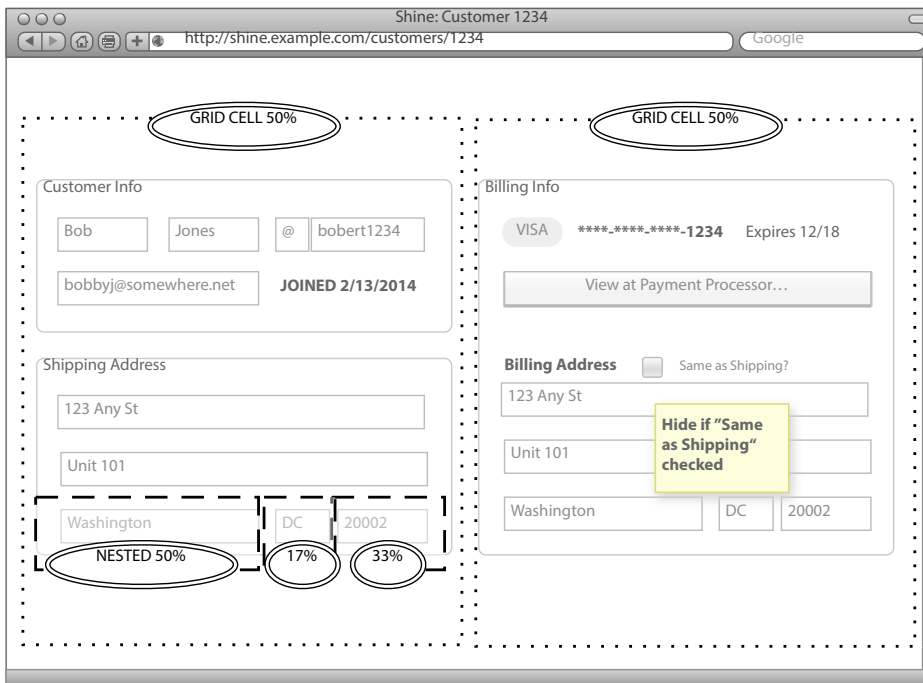 Shine: Customer 1234
http://shine.example.com/customers/1234
Google
GRID CELL 50%
Customer Info
Bob
Jones
@
bobert1234
bobbyj@somewhere.net
JOINED 2/13/2014
Shipping Address
123 Any St
Unit 101
Washington
DC
20002
NESTED 50%
17%
33%
GRID CELL 50%
Billing Info
VISA
****-****-****-1234
Expires 12/18
View at Payment Processor…
Billing Address
Same as Shipping?
123 Any St
Hide if ”Same
as Shipping“
checked
Unit 101
Washington
DC
20002